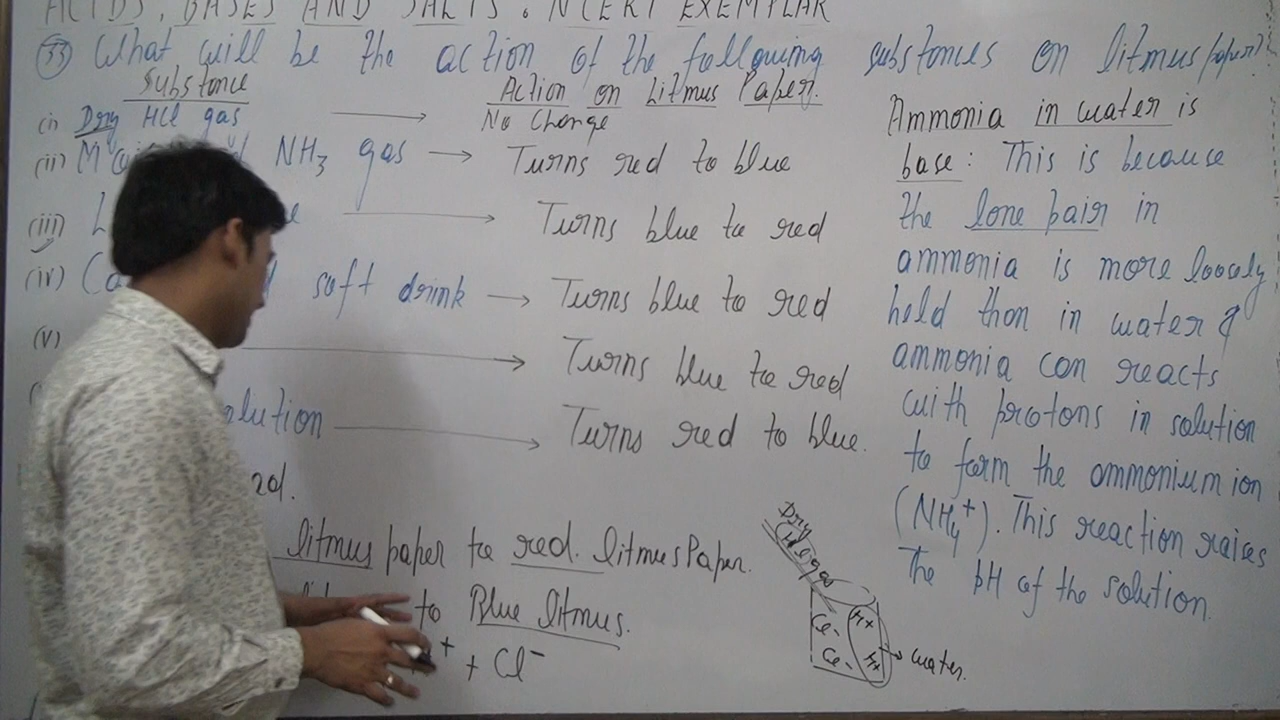 ACIDS, BASES AND SALTS. NCERT EXEMPLAR
33 What will be the action of the following substances on litmus paper?
Substance
Action on Litmus Paper.
(i) Dry HCl gas → No Change
(ii) NH3 gas → Turns red to blue
(iii) → Turns blue to red
(iv) soft drink → Turns blue to red
(v) → Turns blue to red
solution → Turns red to blue.
litmus paper to red. litmus Paper.
to Blue litmus.
+ + Cl-
Ammonia in water is
base: This is because
the lone pair in
ammonia is more loosely
held than in water &
ammonia can reacts
with protons in solution
to form the ammonium ion
(NH4+). This reaction raises
The pH of the solution.
Dry
gas
Cl- H+
Cl- H+
→ water.